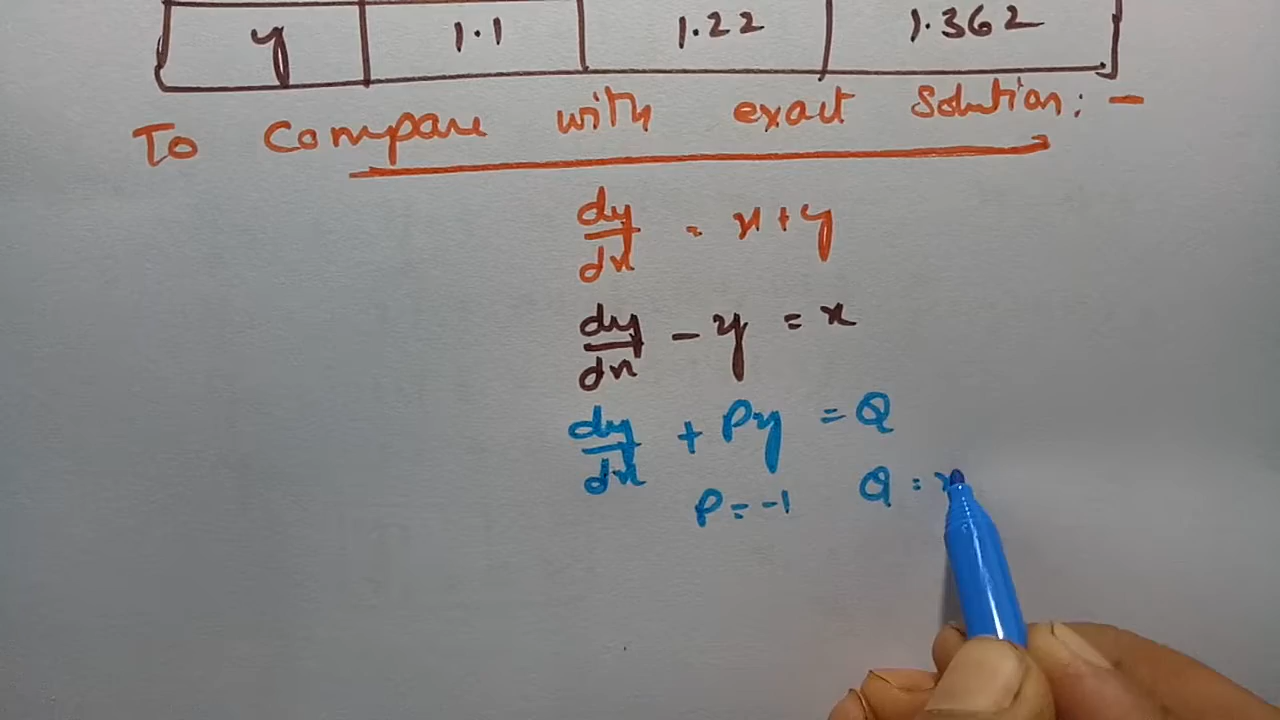 y 1.1 1.22 1.362
To Compare with exact Solution: -
dy/dx = x+y
dy/dx - y = x
dy/dx + Py = Q
P = -1 Q = x